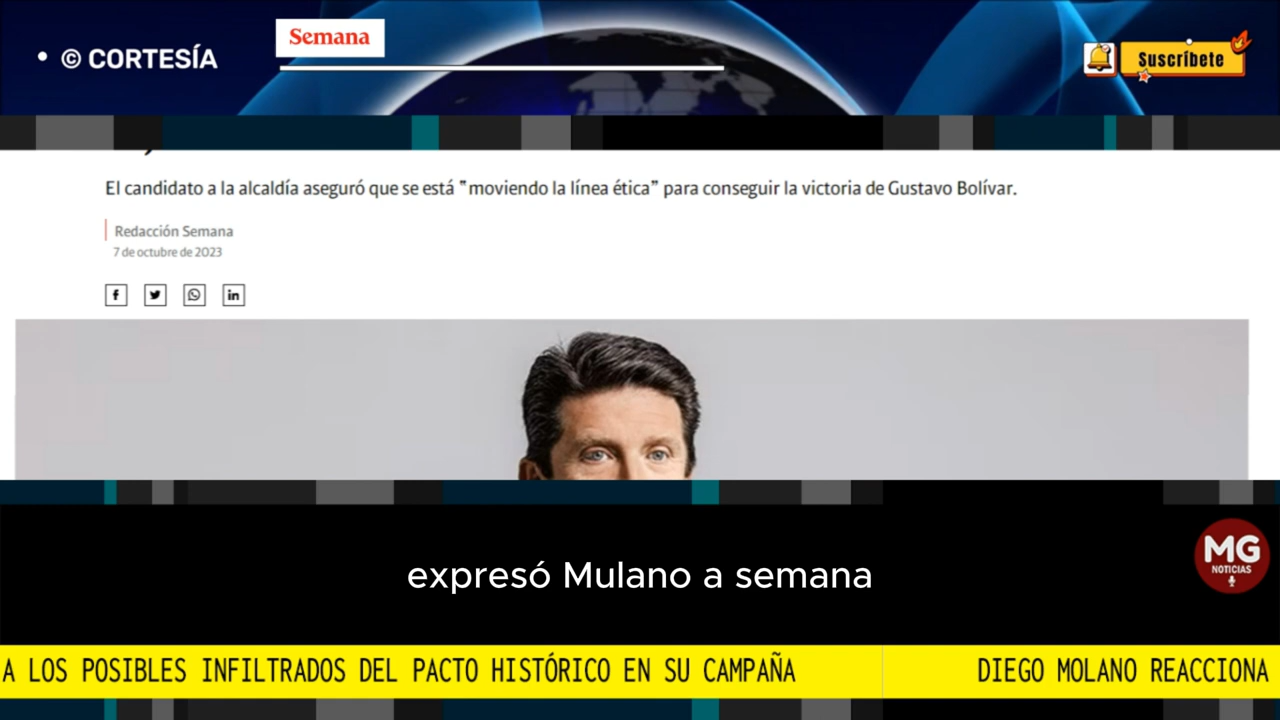 • © CORTESÍA
Semana
Suscríbete
El candidato a la alcaldía aseguró que se está "moviendo la línea ética” para conseguir la victoria de Gustavo Bolívar.
Redacción Semana
7 de octubre de 2023
expresó Mulano a semana
MG
NOTICIAS
A LOS POSIBLES INFILTRADOS DEL PACTO HISTÓRICO EN SU CAMPAÑA
DIEGO MOLANO REACCIONA